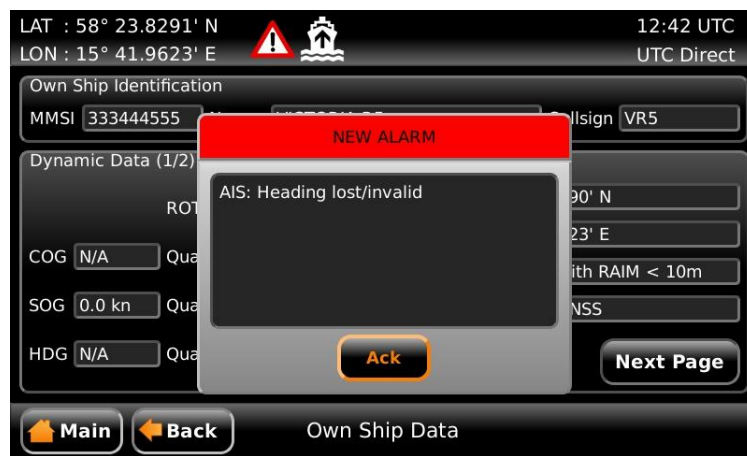 LAT : 58° 23.8291' N
LON : 15° 41.9623' E
12:42 UTC
UTC Direct
Own Ship Identification
MMSI 333444555
Callsign VR5
Dynamic Data (1/2)
NEW ALARM
AIS: Heading lost/invalid
ROT
90' N
23' E
COG N/A Qua
ith RAIM < 10m
SOG 0.0 kn Qua
NSS
HDG N/A Qua
Ack
Next Page
Main
Back
Own Ship Data